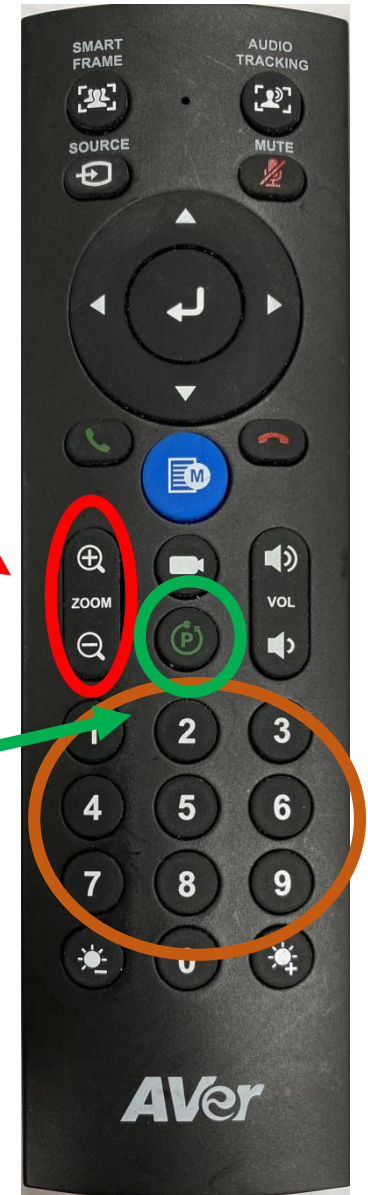 SMART
FRAME
AUDIO
TRACKING
SOURCE
MUTE
M
ZOOM
P
VOL
1 2 3
4 5 6
7 8 9
0
AVer